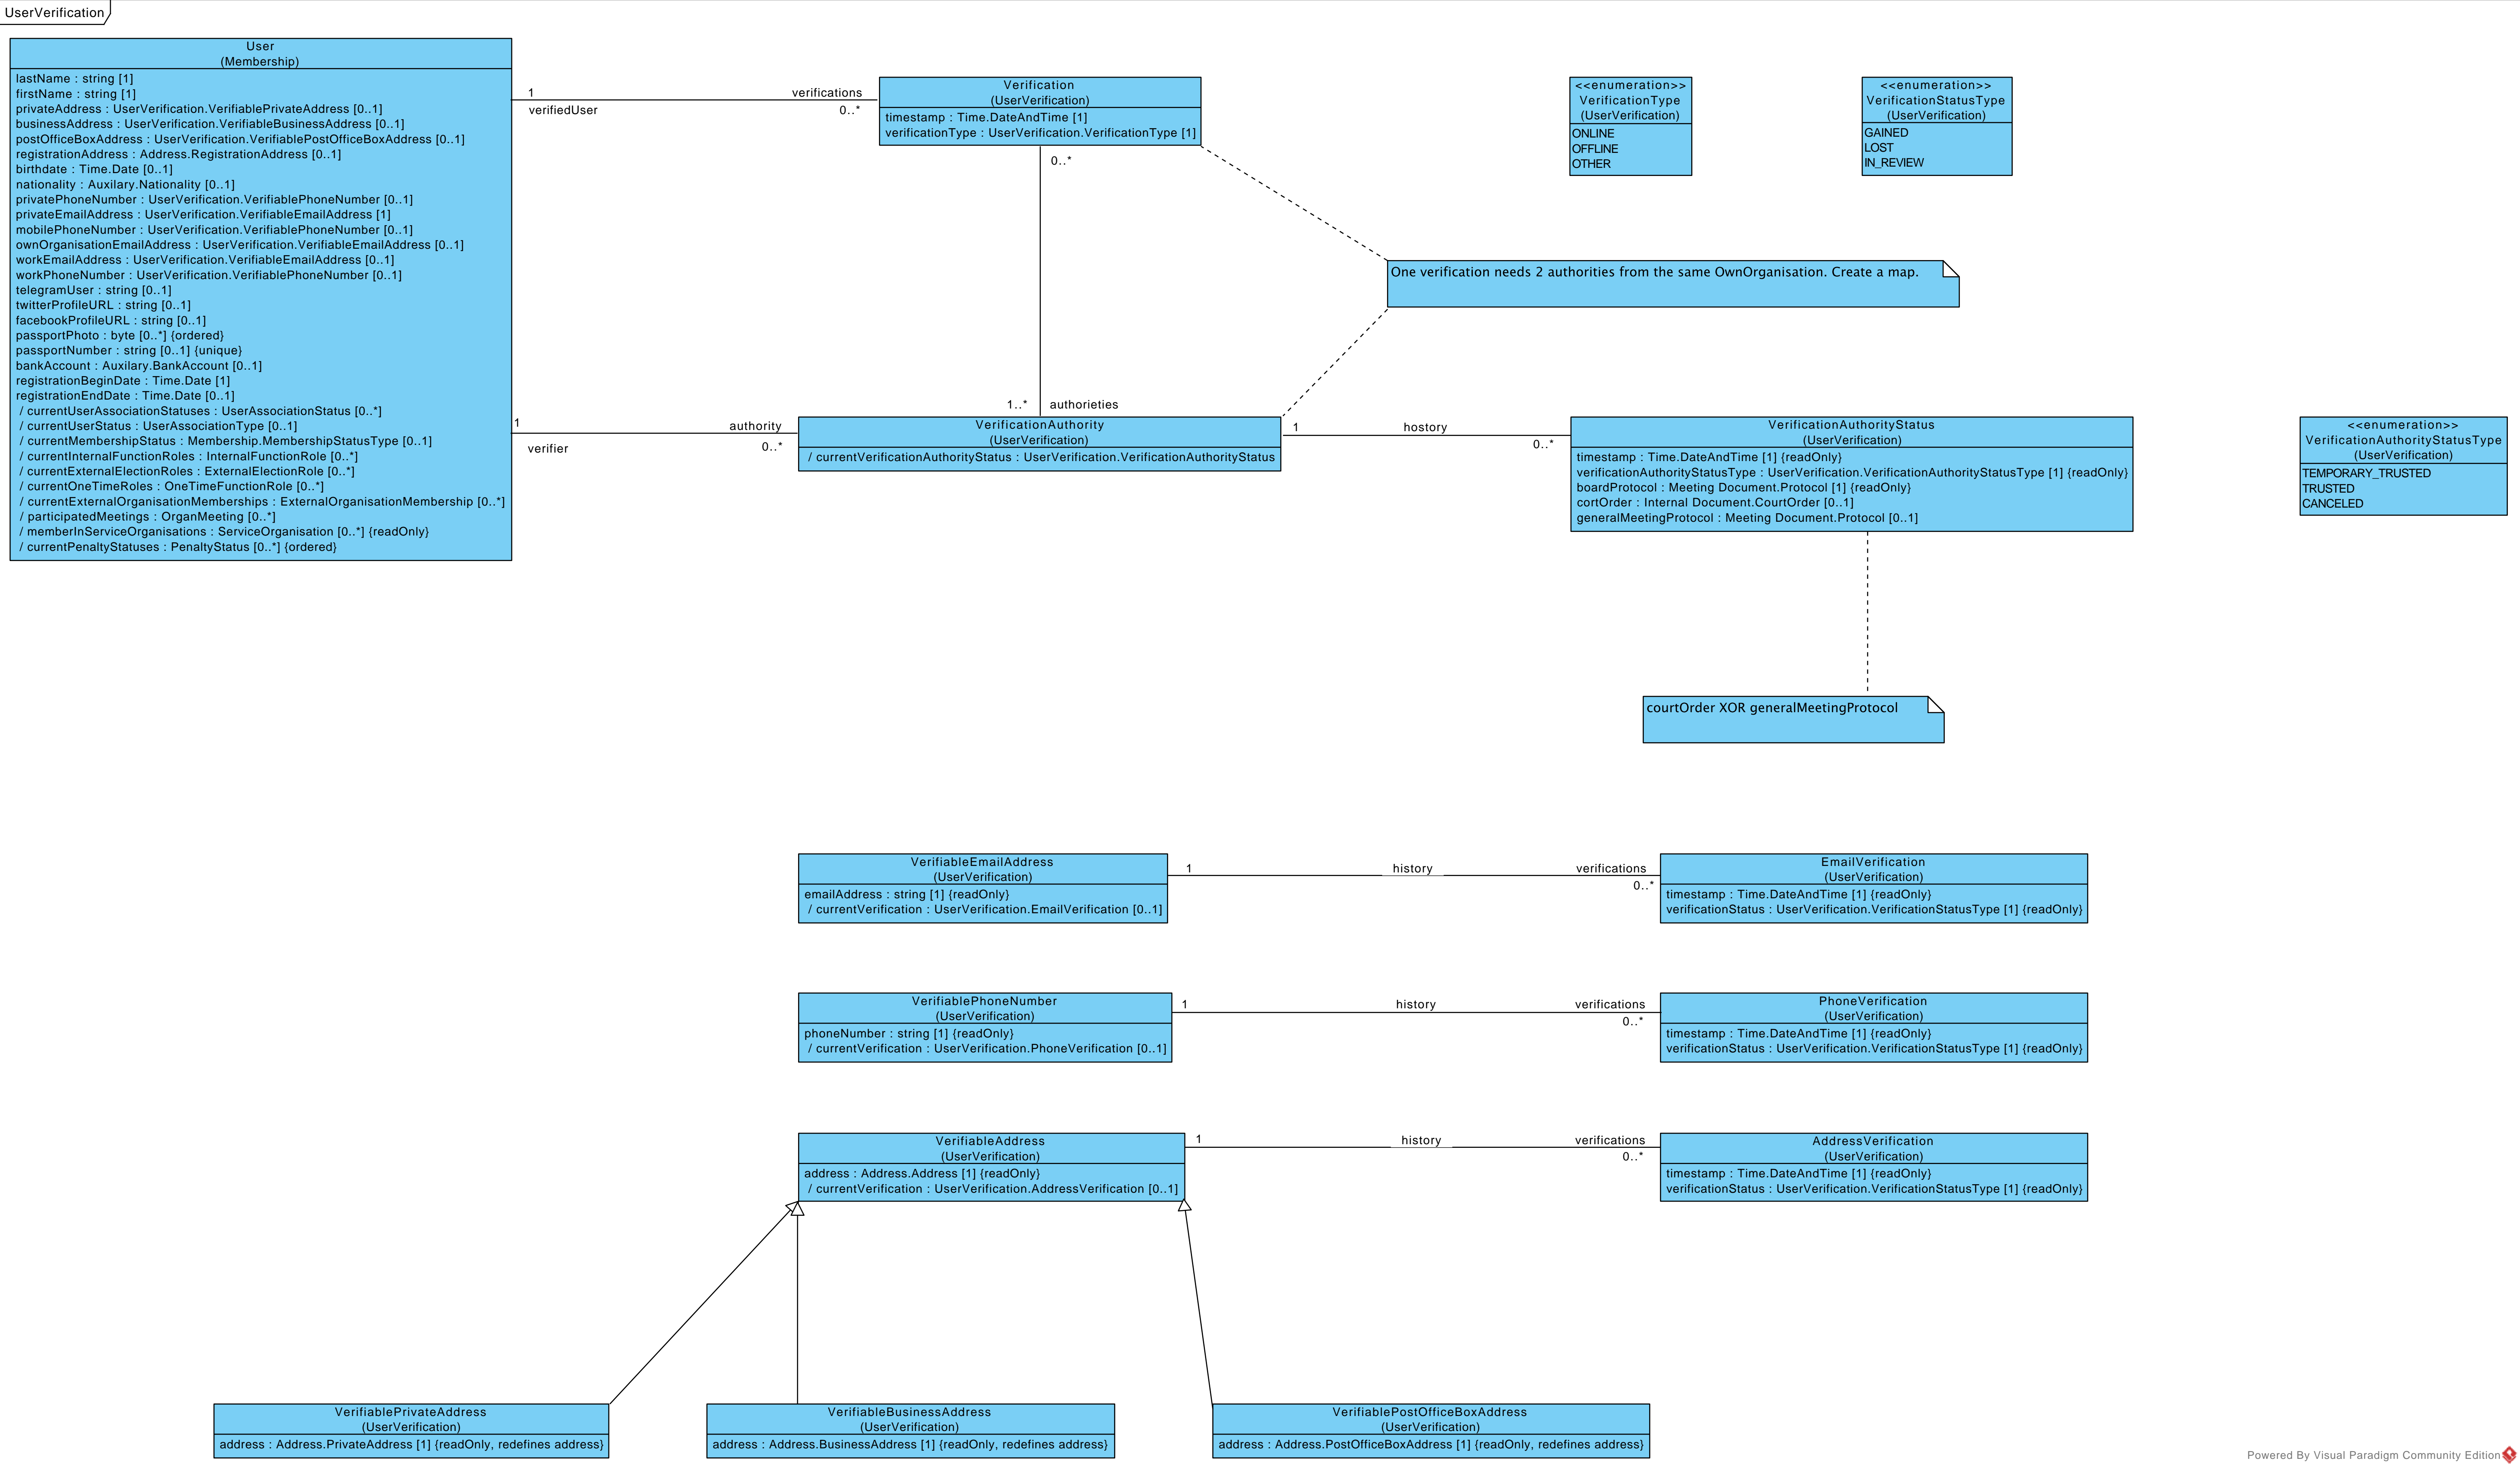 UserVerification
User
(Membership)
lastName : string [1]
firstName : string [1]
privateAddress : UserVerification.VerifiablePrivateAddress [0..1]
businessAddress : UserVerification.VerifiableBusinessAddress [0..1]
postOfficeBoxAddress : UserVerification.VerifiablePostOfficeBoxAddress [0..1]
registrationAddress : Address.RegistrationAddress [0..1]
birthdate : Time.Date [0..1]
nationality : Auxilary.Nationality [0..1]
privatePhoneNumber : UserVerification.VerifiablePhoneNumber [0..1]
privateEmailAddress : UserVerification.VerifiableEmailAddress [1]
mobilePhoneNumber : UserVerification.VerifiablePhoneNumber [0..1]
ownOrganisationEmailAddress : UserVerification.VerifiableEmailAddress [0..1]
workEmailAddress : UserVerification.VerifiableEmailAddress [0..1]
workPhoneNumber : UserVerification.VerifiablePhoneNumber [0..1]
telegramUser : string [0..1]
twitterProfileURL : string [0..1]
facebookProfileURL : string [0..1]
passportPhoto : byte [0..*] {ordered}
passportNumber : string [0..1] {unique}
bankAccount : Auxilary.BankAccount [0..1]
registrationBeginDate : Time.Date [1]
registrationEndDate : Time.Date [0..1]
/ currentUserAssociationStatuses : UserAssociationStatus [0..*]
/ currentUserStatus : UserAssociationType [0..1]
/ currentMembershipStatus : Membership.MembershipStatusType [0..1]
/ currentInternalFunctionRoles : InternalFunctionRole [0..*]
/ currentExternalElectionRoles : ExternalElectionRole [0..*]
/ currentOneTimeRoles : OneTimeFunctionRole [0..*]
/ currentExternalOrganisationMemberships : ExternalOrganisationMembership [0..*]
/ participatedMeetings : OrganMeeting [0..*]
/ memberInServiceOrganisations : ServiceOrganisation [0..*] {readOnly}
/ currentPenaltyStatuses : PenaltyStatus [0..*] {ordered}
1
verifiedUser
verifications
0..*
Verification
(UserVerification)
timestamp : Time.DateAndTime [1]
verificationType : UserVerification.VerificationType [1]
0..*
<<enumeration>>
VerificationType
(UserVerification)
ONLINE
OFFLINE
OTHER
<<enumeration>>
VerificationStatusType
(UserVerification)
GAINED
LOST
IN_REVIEW
One verification needs 2 authorities from the same OwnOrganisation. Create a map.
1..*
authorieties
1
verifier
authority
0..*
VerificationAuthority
(UserVerification)
/ currentVerificationAuthorityStatus : UserVerification.VerificationAuthorityStatus
1
hostory
0..*
VerificationAuthorityStatus
(UserVerification)
timestamp : Time.DateAndTime [1] {readOnly}
verificationAuthorityStatusType : UserVerification.VerificationAuthorityStatusType [1] {readOnly}
boardProtocol : Meeting Document.Protocol [1] {readOnly}
cortOrder : Internal Document.CourtOrder [0..1]
generalMeetingProtocol : Meeting Document.Protocol [0..1]
<<enumeration>>
VerificationAuthorityStatusType
(UserVerification)
TEMPORARY_TRUSTED
TRUSTED
CANCELED
courtOrder XOR generalMeetingProtocol
VerifiableEmailAddress
(UserVerification)
emailAddress : string [1] {readOnly}
/ currentVerification : UserVerification.EmailVerification [0..1]
1
history
verifications
0..*
EmailVerification
(UserVerification)
timestamp : Time.DateAndTime [1] {readOnly}
verificationStatus : UserVerification.VerificationStatusType [1] {readOnly}
VerifiablePhoneNumber
(UserVerification)
phoneNumber : string [1] {readOnly}
/ currentVerification : UserVerification.PhoneVerification [0..1]
1
history
verifications
0..*
PhoneVerification
(UserVerification)
timestamp : Time.DateAndTime [1] {readOnly}
verificationStatus : UserVerification.VerificationStatusType [1] {readOnly}
VerifiableAddress
(UserVerification)
address : Address.Address [1] {readOnly}
/ currentVerification : UserVerification.AddressVerification [0..1]
1
history
verifications
0..*
AddressVerification
(UserVerification)
timestamp : Time.DateAndTime [1] {readOnly}
verificationStatus : UserVerification.VerificationStatusType [1] {readOnly}
VerifiablePrivateAddress
(UserVerification)
address : Address.PrivateAddress [1] {readOnly, redefines address}
VerifiableBusinessAddress
(UserVerification)
address : Address.BusinessAddress [1] {readOnly, redefines address}
VerifiablePostOfficeBoxAddress
(UserVerification)
address : Address.PostOfficeBoxAddress [1] {readOnly, redefines address}
Powered By Visual Paradigm Community Edition